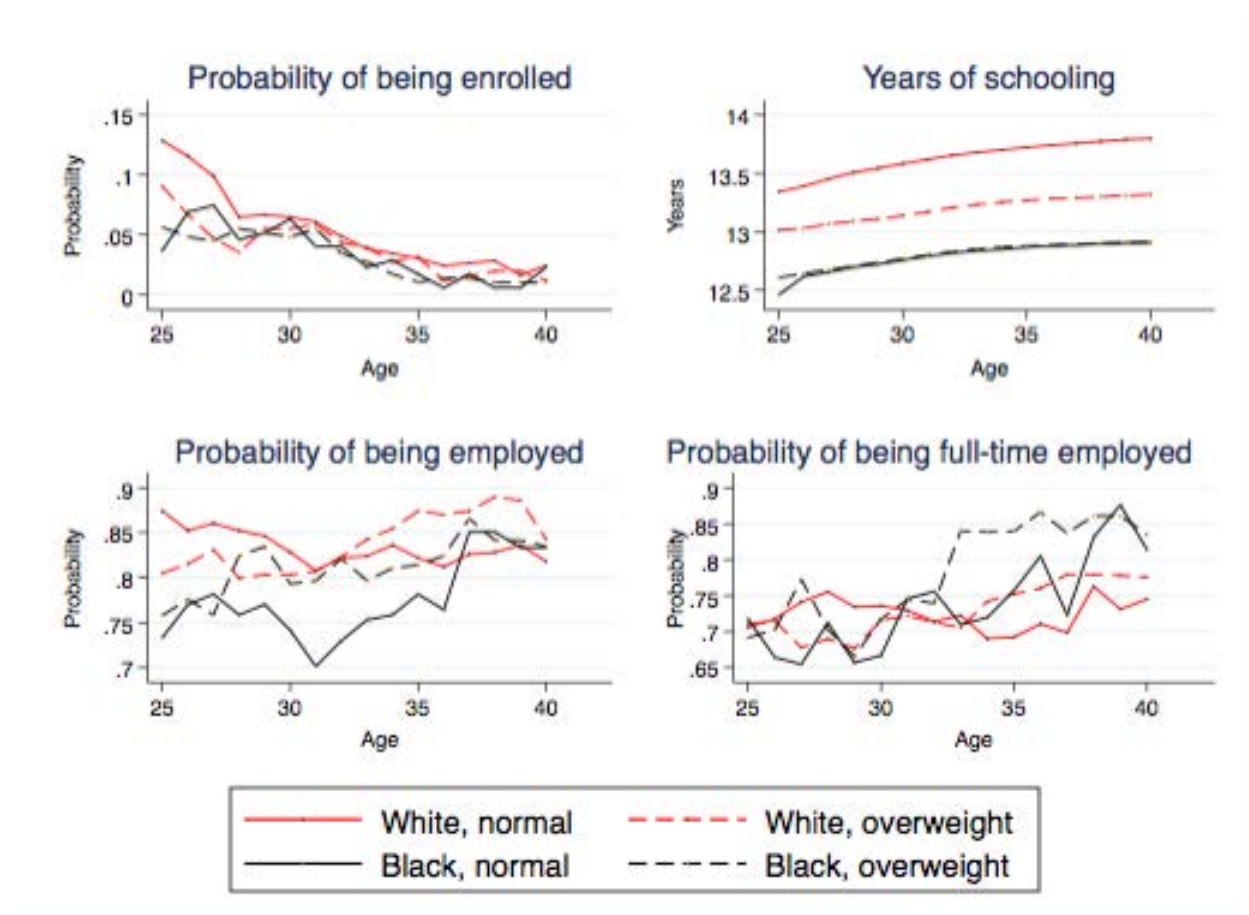 Probability of being enrolled
Probability
.15
.1
.05
0
25 30 35 40
Age
Years of schooling
Years
14
13.5
13
12.5
25 30 35 40
Age
Probability of being employed
Probability
.9
.85
.8
.75
.7
25 30 35 40
Age
Probability of being full-time employed
Probability
.9
.85
.8
.75
.7
.65
25 30 35 40
Age
White, normal White, overweight
Black, normal Black, overweight